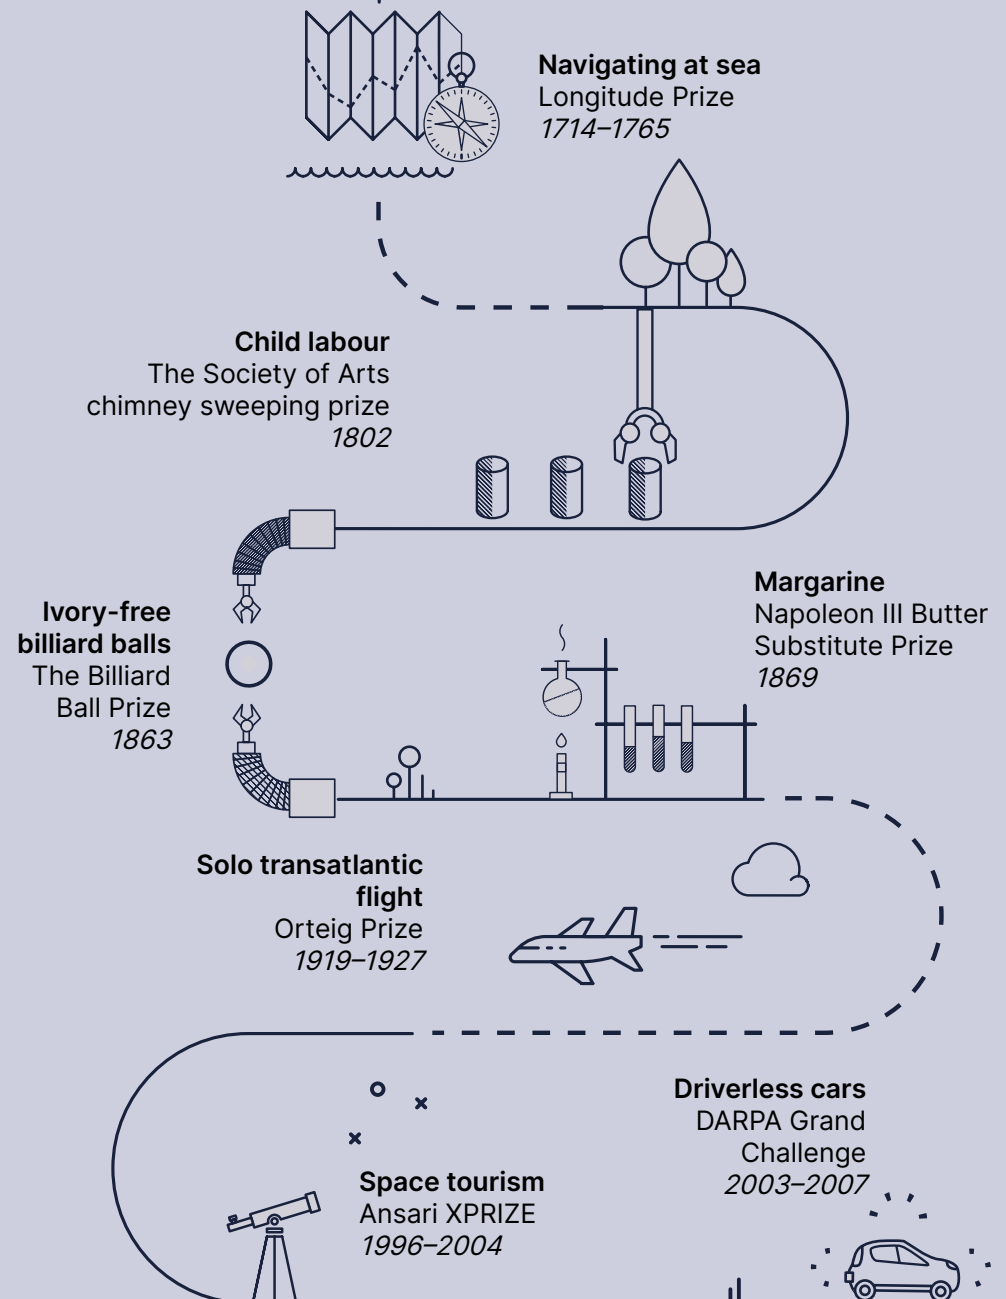 Navigating at sea
Longitude Prize
1714–1765
Child labour
The Society of Arts
chimney sweeping prize
1802
Ivory-free
billiard balls
The Billiard
Ball Prize
1863
Margarine
Napoleon III Butter
Substitute Prize
1869
Solo transatlantic
flight
Orteig Prize
1919–1927
Driverless cars
DARPA Grand
Challenge
2003–2007
Space tourism
Ansari XPRIZE
1996–2004